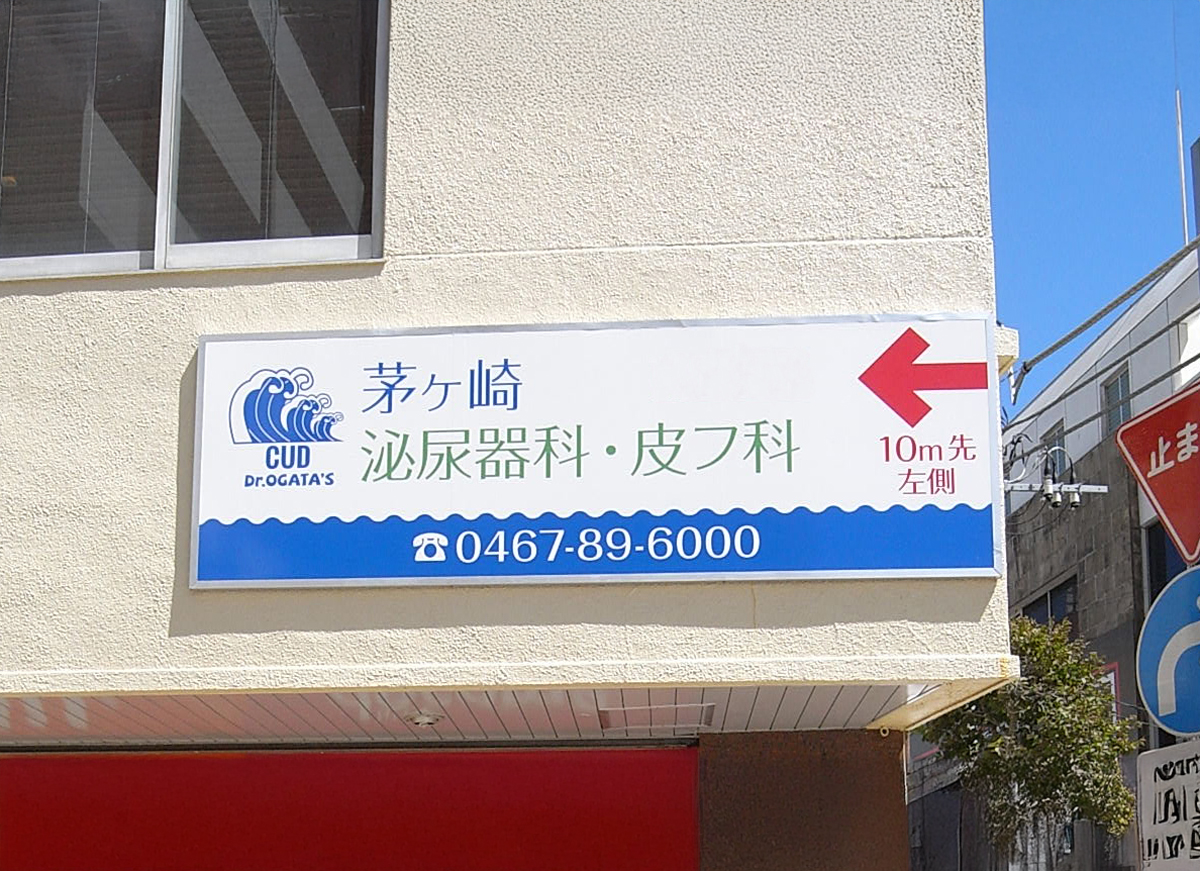 茅ヶ崎
泌尿器科・皮フ科
CUD
Dr.OGATA'S
10m先
左側
☎0467-89-6000
止ま